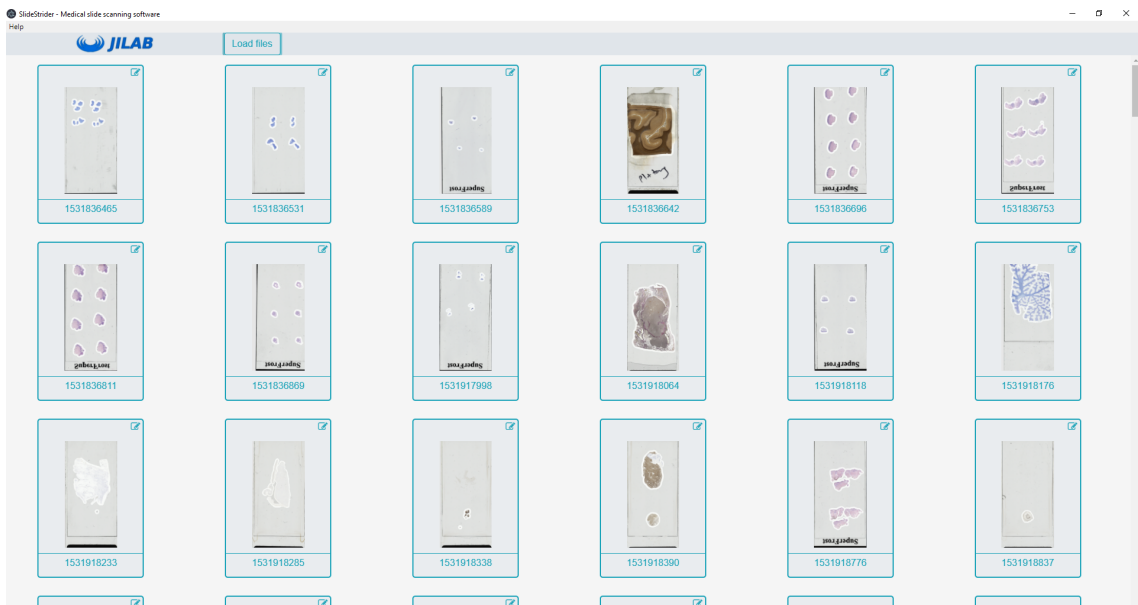 SlideStrider - Medical slide scanning software
Help
JILAB
Load files
SuperFrost
SuperFrost
SuperFrost
1531836465
1531836531
1531836589
1531836642
1531836696
1531836753
SuperFrost
SuperFrost
SuperFrost
SuperFrost
1531836811
1531836869
1531917998
1531918064
1531918118
1531918176
SuperFrost
1531918233
1531918285
1531918338
1531918390
1531918776
1531918837